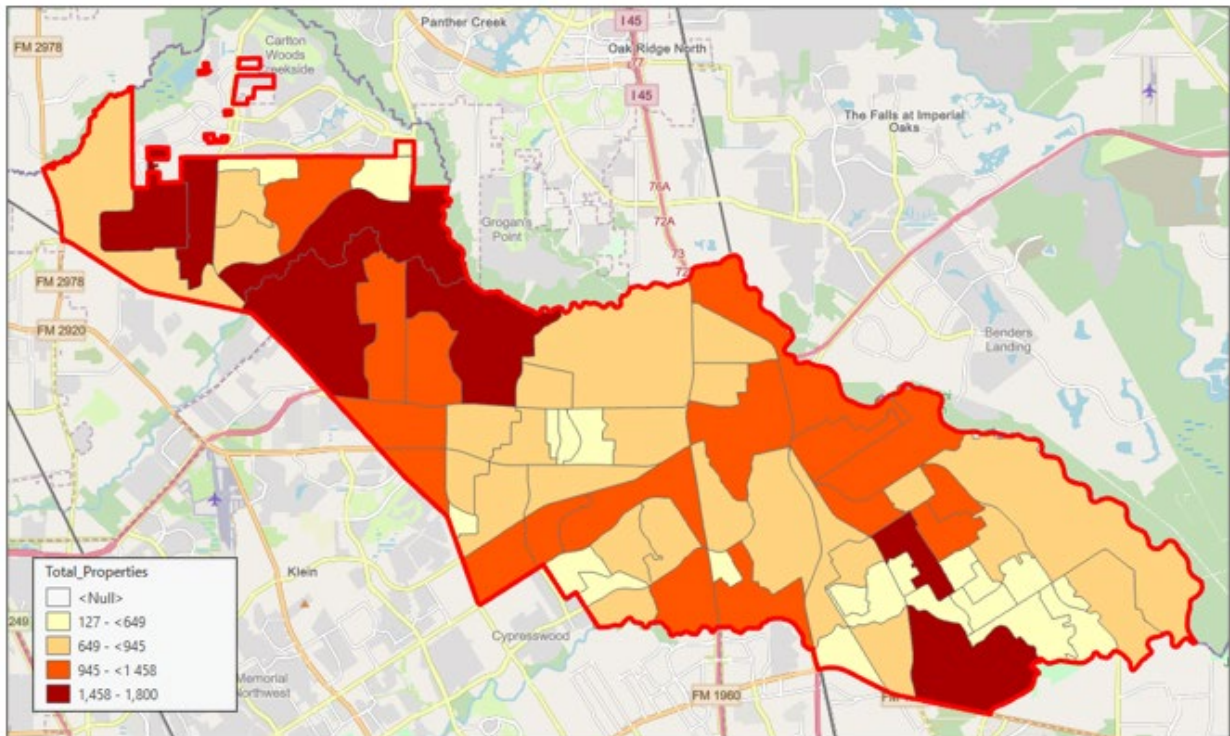 Panther Creek
I 45
FM 2978
Carlton
Woods
Creekside
Oak Ridge North
77
I 45
The Falls at Imperial
Oaks
76A
Grogan's
Point
72A
73
72
FM 2978
FM 2920
Benders
Landing
Total_Properties
<Null>
127 - <649
649 - <945
945 - <1 458
1,458 - 1,800
Klein
249
Cypresswood
Memorial
Northwest
FM 1960